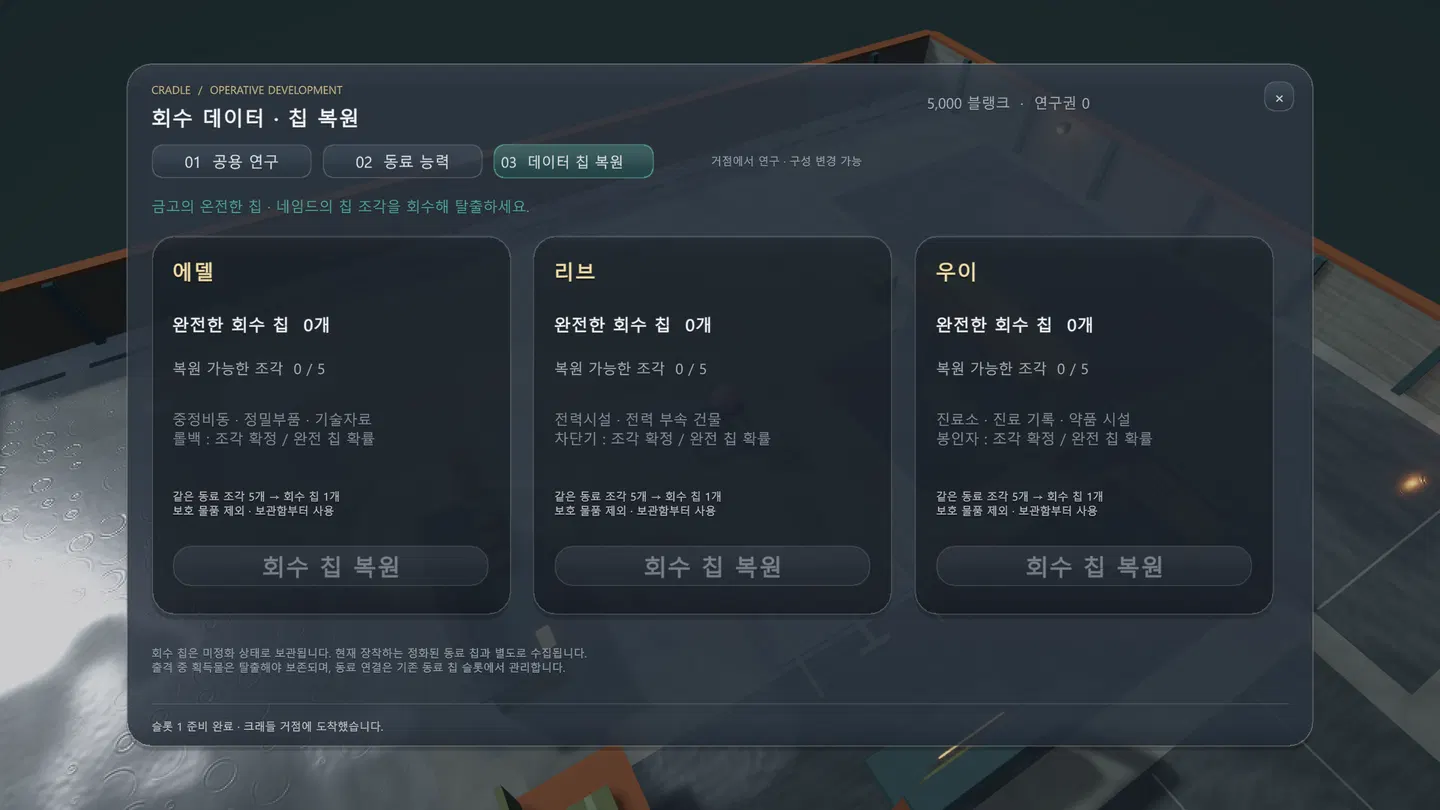 CRADLE / OPERATIVE DEVELOPMENT
회수 데이터 · 칩 복원
5,000 블랭크 · 연구권 0
×
01 공용 연구
02 동료 능력
03 데이터 칩 복원
거점에서 연구 · 구성 변경 가능
금고의 온전한 칩 · 네임드의 칩 조각을 회수해 탈출하세요.
에델
완전한 회수 칩 0개
복원 가능한 조각 0 / 5
중정비동 · 정밀부품 · 기술자료
롤백 : 조각 확정 / 완전 칩 확률
같은 동료 조각 5개 → 회수 칩 1개
보호 물품 제외 · 보관함부터 사용
회수 칩 복원
리브
완전한 회수 칩 0개
복원 가능한 조각 0 / 5
전력시설 · 전력 부속 건물
차단기 : 조각 확정 / 완전 칩 확률
같은 동료 조각 5개 → 회수 칩 1개
보호 물품 제외 · 보관함부터 사용
회수 칩 복원
우이
완전한 회수 칩 0개
복원 가능한 조각 0 / 5
진료소 · 진료 기록 · 약품 시설
봉인자 : 조각 확정 / 완전 칩 확률
같은 동료 조각 5개 → 회수 칩 1개
보호 물품 제외 · 보관함부터 사용
회수 칩 복원
회수 칩은 미정화 상태로 보관됩니다. 현재 장착하는 정화된 동료 칩과 별도로 수집됩니다.
출격 중 획득물은 탈출해야 보존되며, 동료 연결은 기존 동료 칩 슬롯에서 관리합니다.
슬롯 1 준비 완료 · 크래들 거점에 도착했습니다.